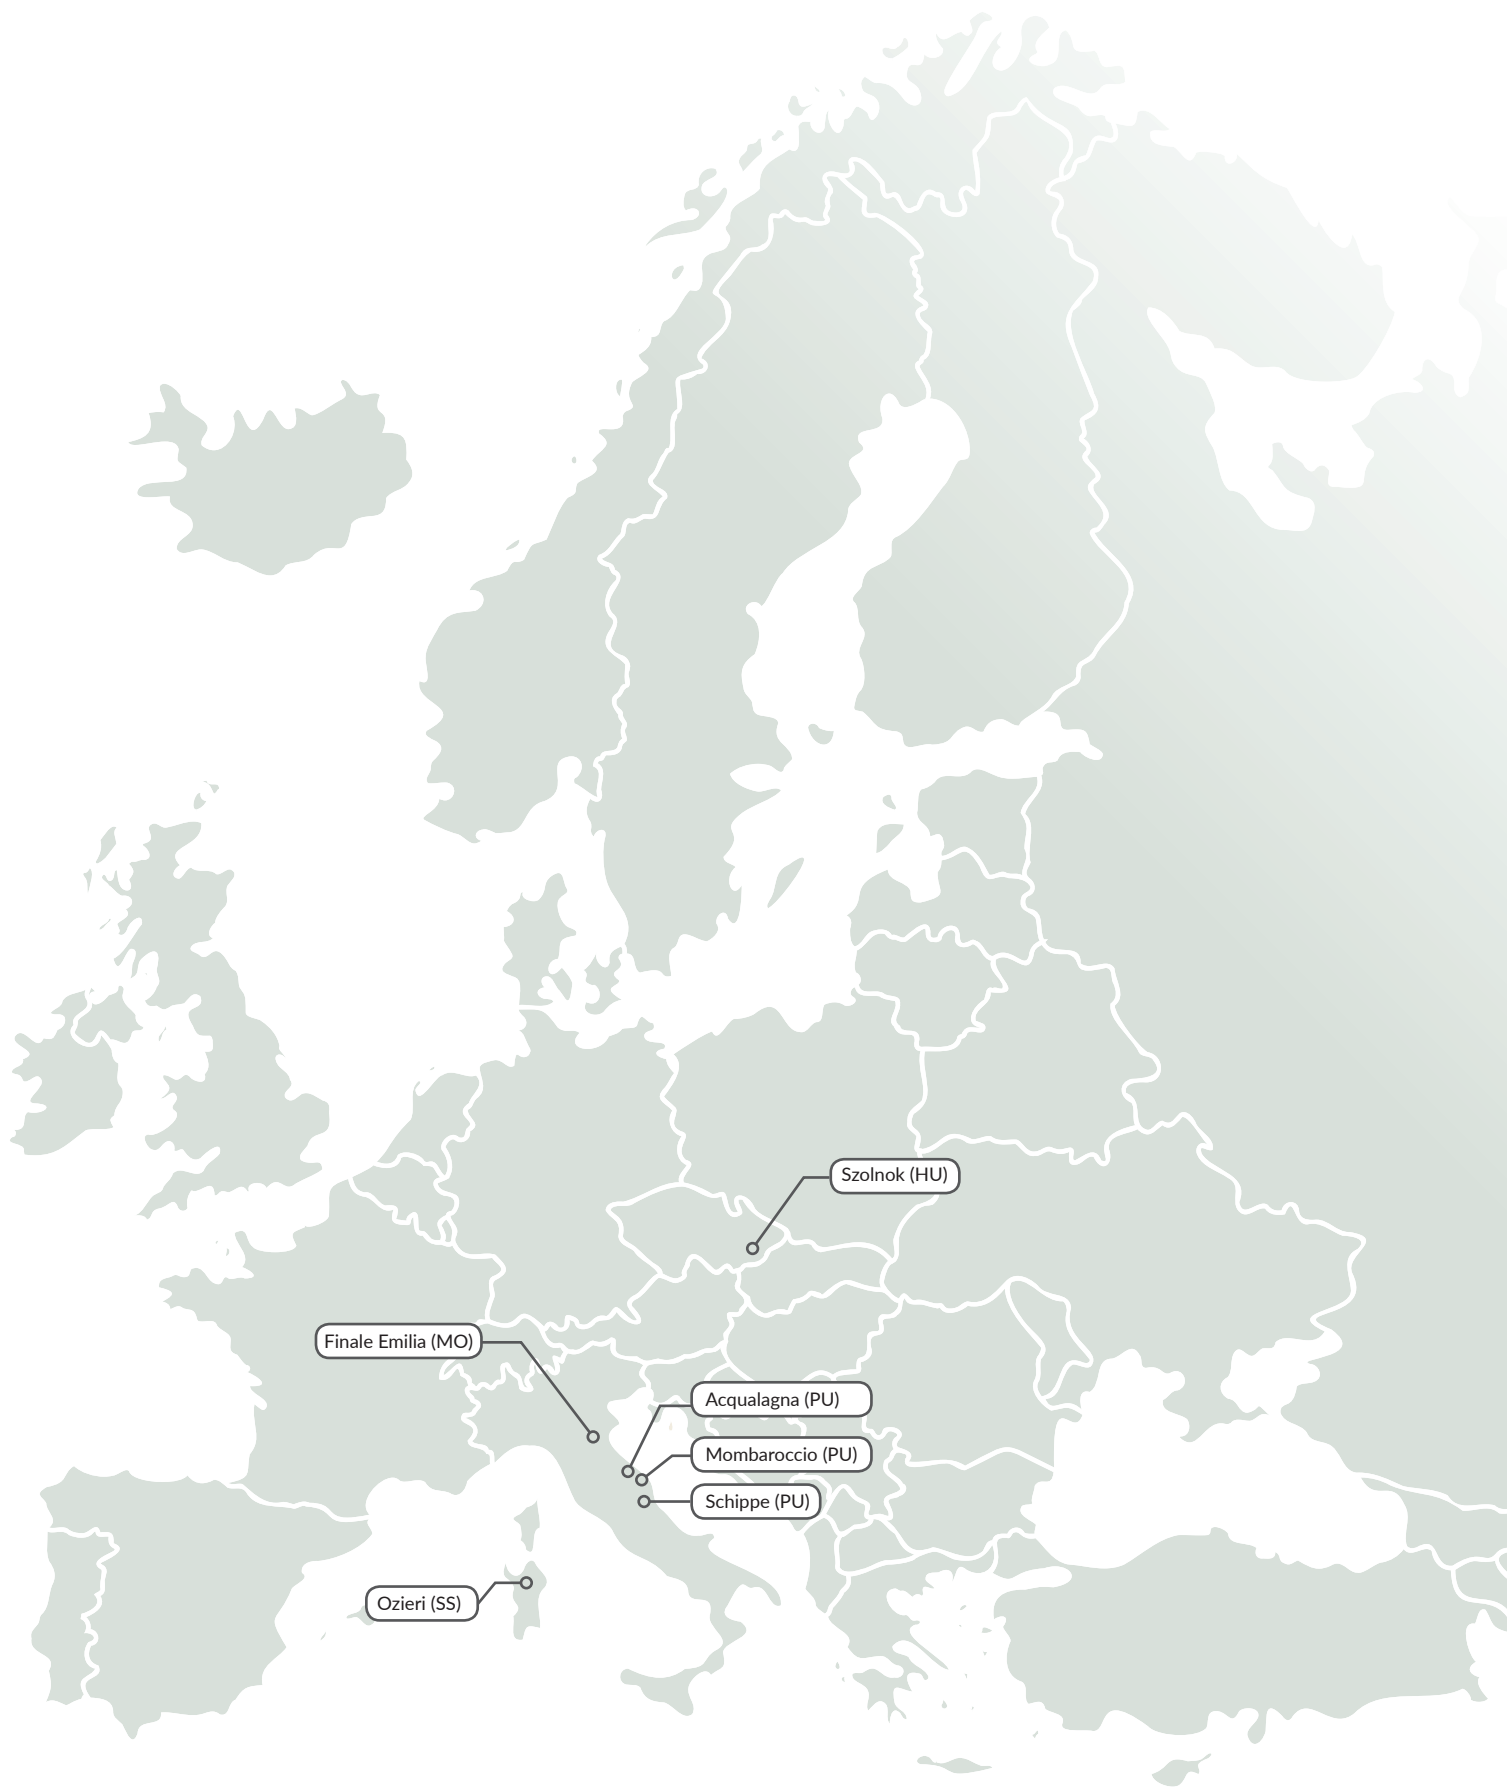 Szolnok (HU)
Finale Emilia (MO)
Acqualagna (PU)
Mombaroccio (PU)
Schippe (PU)
Ozieri (SS)